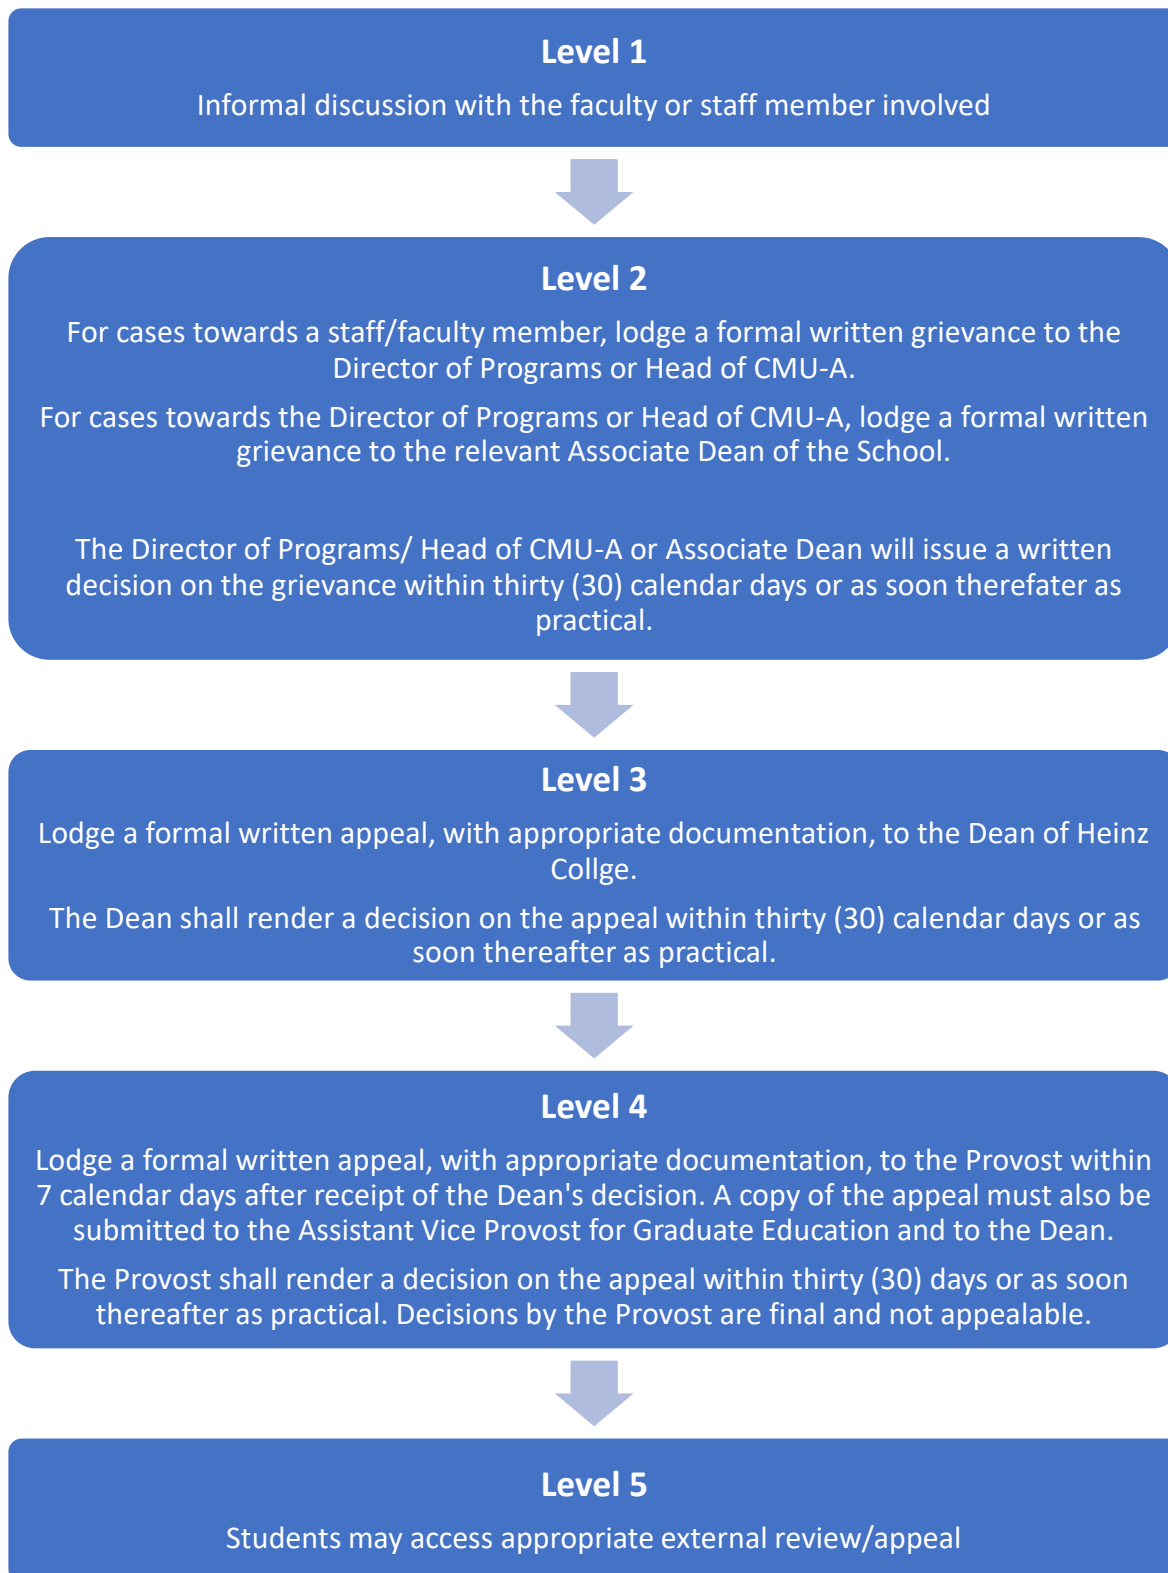 Level 1
Informal discussion with the faculty or staff member involved
Level 2
For cases towards a staff/faculty member, lodge a formal written grievance to the
Director of Programs or Head of CMU-A.
For cases towards the Director of Programs or Head of CMU-A, lodge a formal written
grievance to the relevant Associate Dean of the School.
The Director of Programs/ Head of CMU-A or Associate Dean will issue a written
decision on the grievance within thirty (30) calendar days or as soon therefater as
practical.
Level 3
Lodge a formal written appeal, with appropriate documentation, to the Dean of Heinz
Collge.
The Dean shall render a decision on the appeal within thirty (30) calendar days or as
soon thereafter as practical.
Level 4
Lodge a formal written appeal, with appropriate documentation, to the Provost within
7 calendar days after receipt of the Dean's decision. A copy of the appeal must also be
submitted to the Assistant Vice Provost for Graduate Education and to the Dean.
The Provost shall render a decision on the appeal within thirty (30) days or as soon
thereafter as practical. Decisions by the Provost are final and not appealable.
Level 5
Students may access appropriate external review/appeal